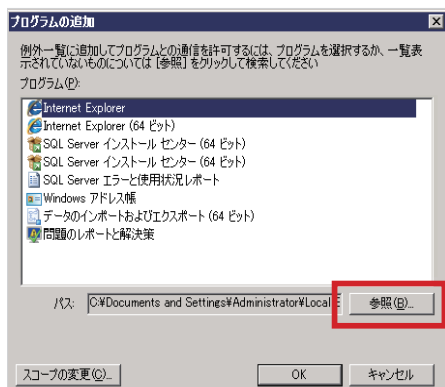 プログラムの追加
例外一覧に追加してプログラムとの通信を許可するには、プログラムを選択するか、一覧表
示されていないものについては [参照] をクリックして検索してください
プログラム(P):
Internet Explorer
Internet Explorer (64 ビット)
SQL Server インストール センター (64 ビット)
SQL Server インストール センター (64 ビット)
SQL Server エラーと使用状況レポート
Windows アドレス帳
データのインポートおよびエクスポート (64 ビット)
問題のレポートと解決策
パス: C:¥Documents and Settings¥Administrator¥Local 参照(B)...
スコープの変更(C)... OK キャンセル